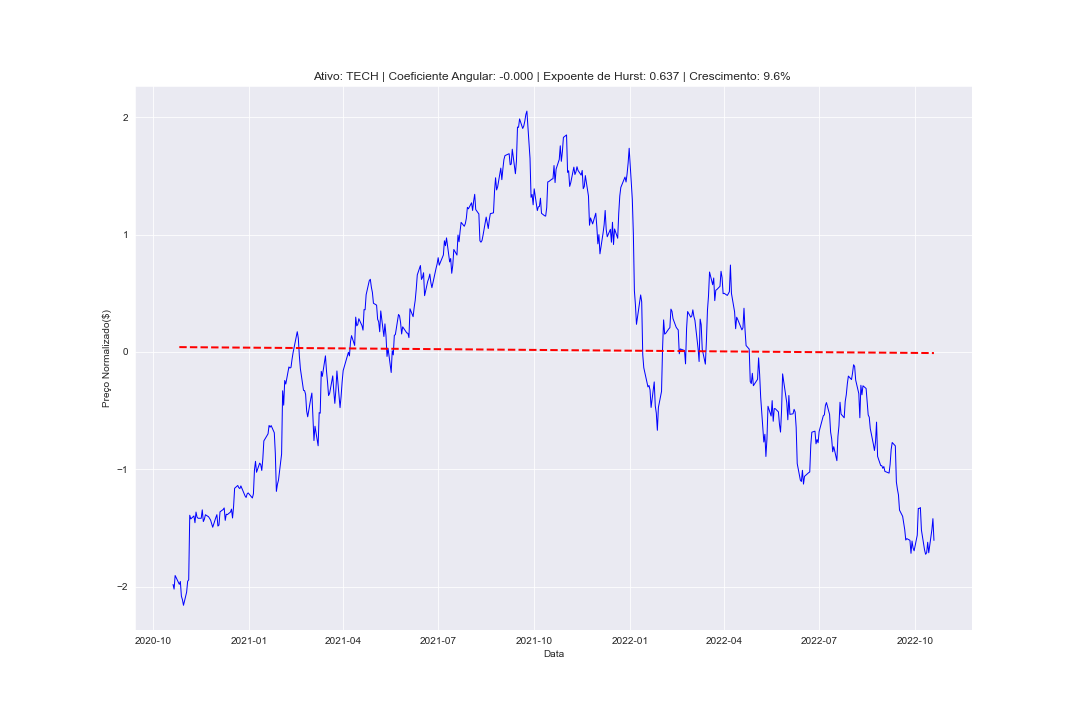 Ativo: TECH | Coeficiente Angular: -0.000 | Expoente de Hurst: 0.637 | Crescimento: 9.6%
Preço Normalizado($)
2
1
0
−1
−2
2020-10 2021-01 2021-04 2021-07 2021-10 2022-01 2022-04 2022-07 2022-10
Data